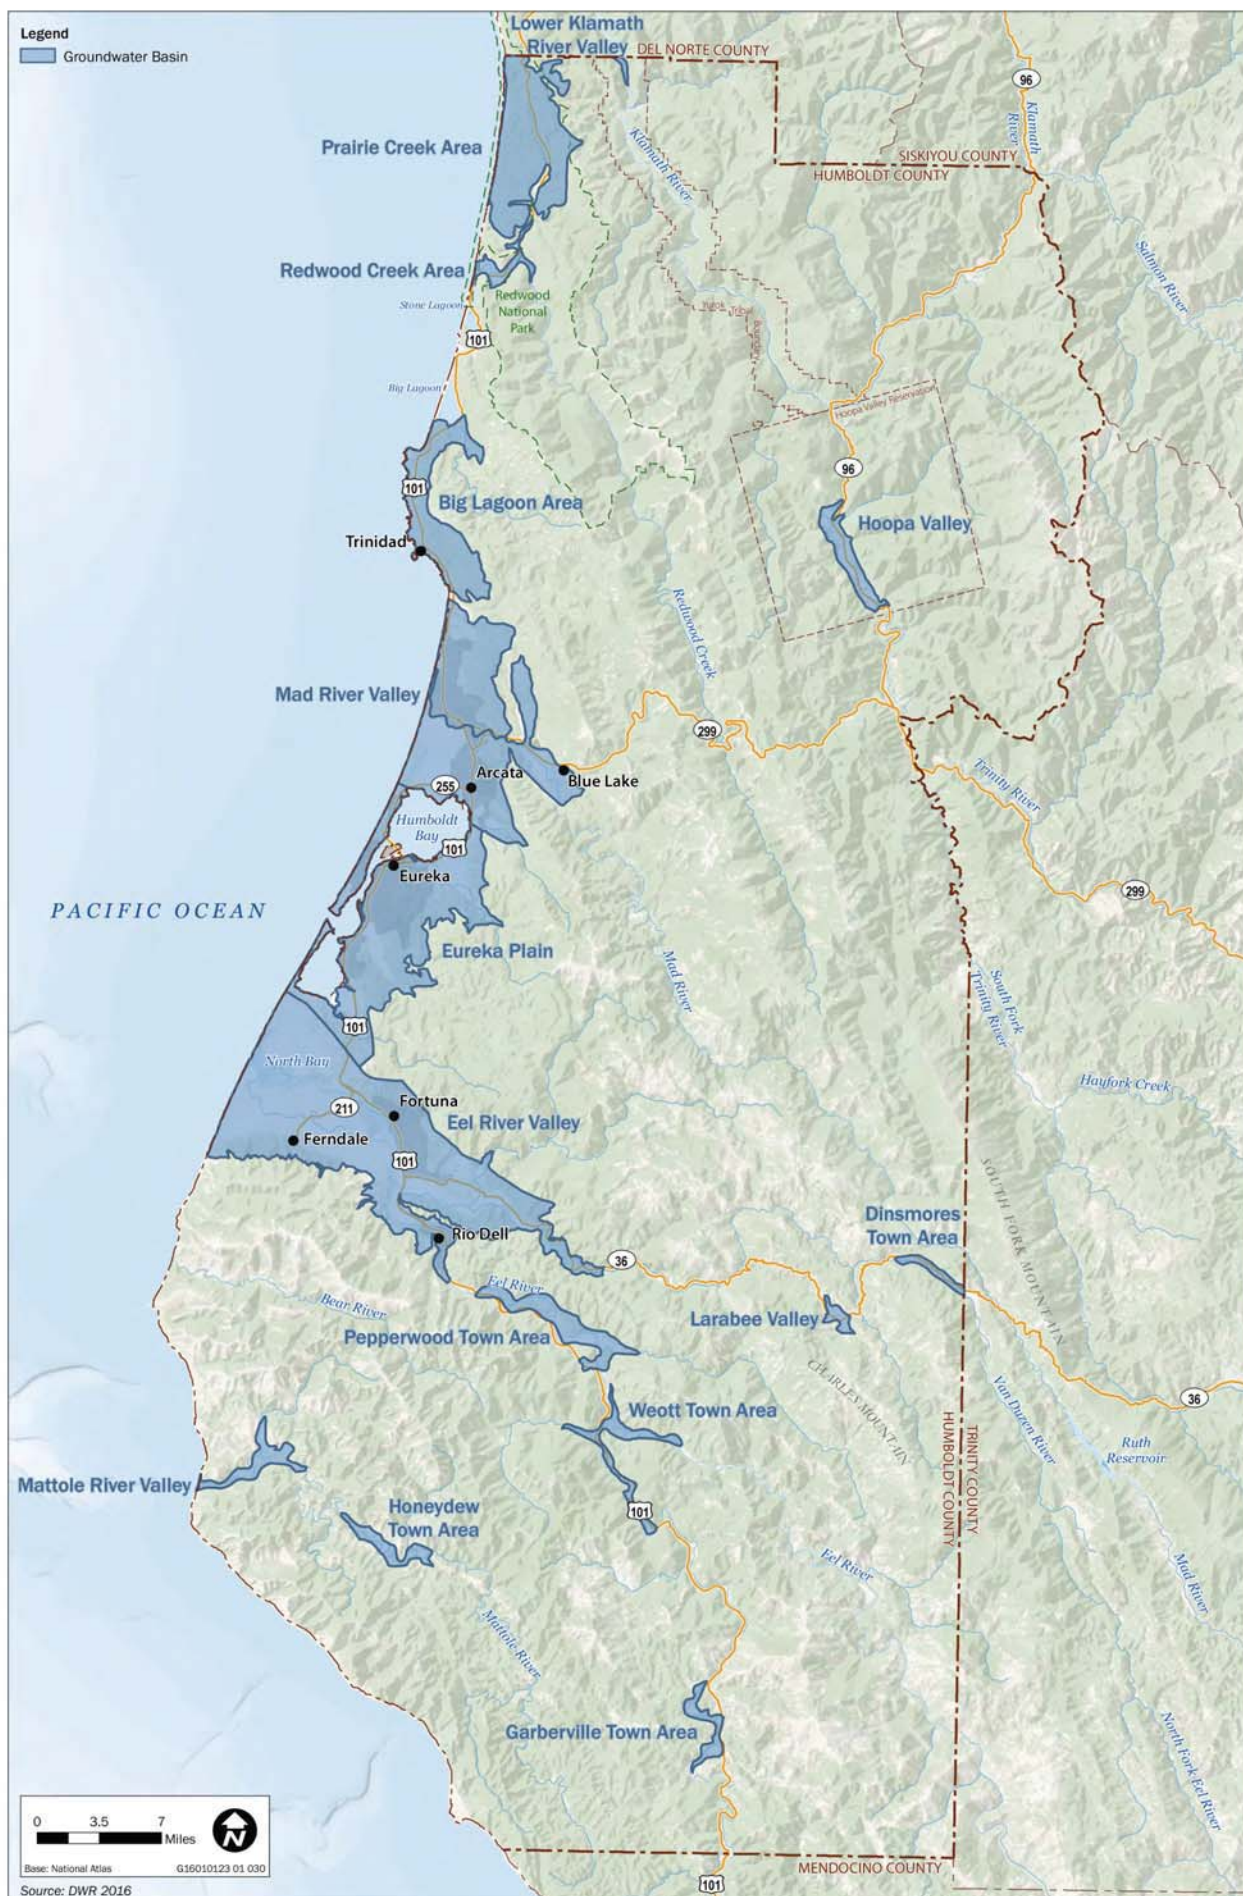 Legend
Groundwater Basin
Lower Klamath
River Valley
DEL NORTE COUNTY
96
Klamath
River
Prairie Creek Area
Klamath River
SISKIYOU COUNTY
HUMBOLDT COUNTY
Salmon River
Redwood Creek Area
Stone Lagoon
Redwood
National
Park
Yurok Tribal Boundary
101
Big Lagoon
Hoopa Valley Reservation
96
101
Big Lagoon Area
Hoopa Valley
Trinidad
Redwood Creek
Mad River Valley
299
Trinity River
Arcata
Blue Lake
255
Humboldt
Bay
101
Eureka
299
PACIFIC OCEAN
Eureka Plain
Mad River
South Fork
Trinity River
101
North Bay
Hayfork Creek
211
Fortuna
Eel River Valley
Ferndale
101
SOUTH FORK MOUNTAIN
Dinsmores
Town Area
Rio Dell
36
Eel River
Bear River
Larabee Valley
Pepperwood Town Area
CHARLES MOUNTAIN
Van Duzen River
36
Weott Town Area
HUMBOLDT COUNTY
TRINITY COUNTY
Ruth
Reservoir
Mattole River Valley
Honeydew
Town Area
101
Eel River
Mad River
Mattole River
Garberville Town Area
North Fork Eel River
0 3.5 7
Miles
N
Base: National Atlas
G16010123 01 030
MENDOCINO COUNTY
101
Source: DWR 2016